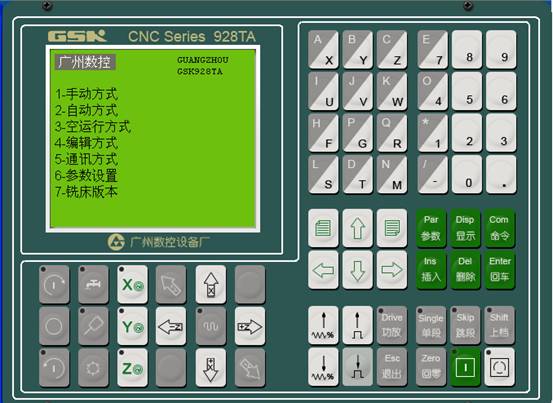 GSK CNC Series 928TA
广州数控 GUANGZHOU
GSK928TA
1-手动方式
2-自动方式
3-空运行方式
4-编辑方式
5-通讯方式
6-参数设置
7-铣床版本
广州数控设备厂
A X B Y C Z E 7 8 9
I U J V K W O 4 5 6
H F P G Q R * 1 2 3
L S D T N M / - 0 .
Par 参数 Disp 显示 Com 命令
Ins 插入 Del 删除 Enter 回车
X@ X
Y@ Z Z
Z@ X
% Drive 功放 Single 单段 Skip 跳段 Shift 上档
% Esc 退出 Zero 回零